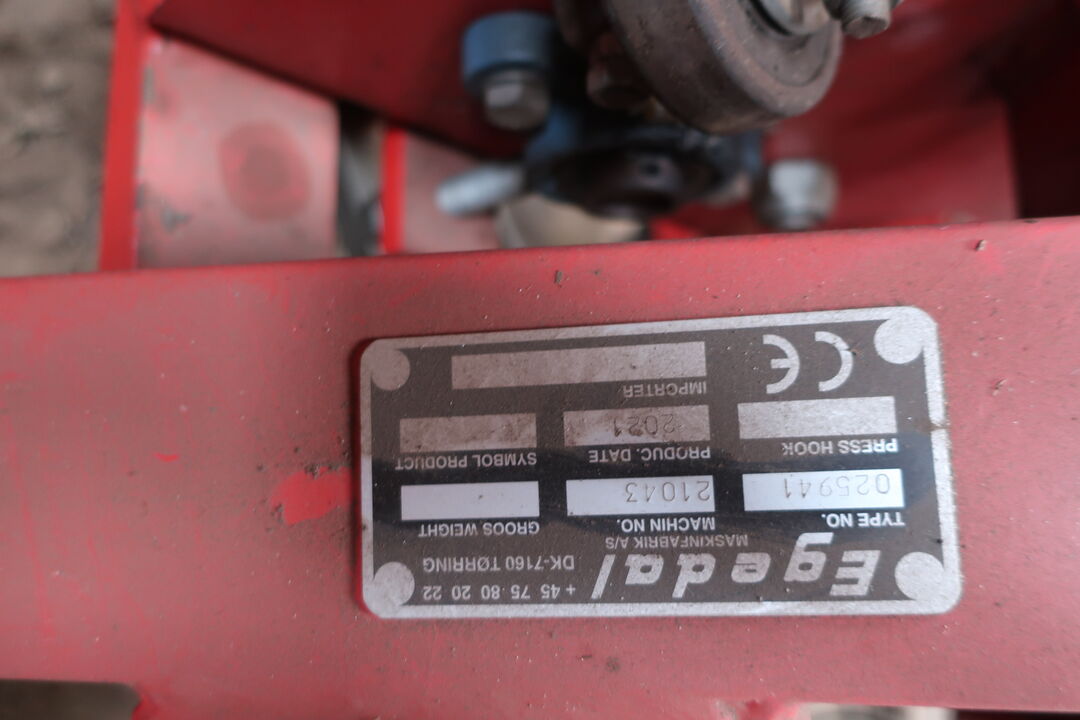 Egedal
MASKINFABRIK A/S
+ 45 75 80 20 22
DK-7160 TØRRING
TYPE NO.
025941
MACHIN NO.
21043
GROOS WEIGHT
PRESS HOOK
PRODUC. DATE
2021
SYMBOL PRODUCT
IMPORTER
CE